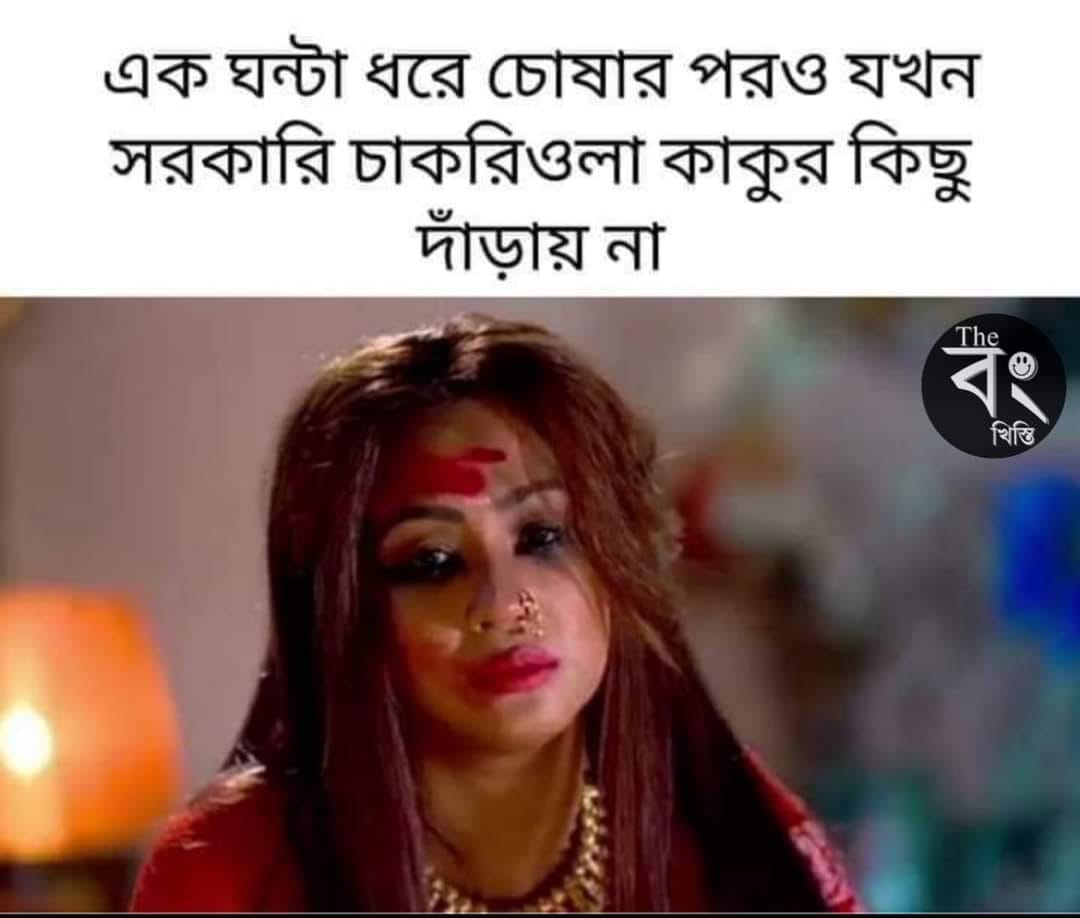 এক ঘন্টা ধরে চোষার পরও যখন
সরকারি চাকরিওলা কাকুর কিছু
দাঁড়ায় না
The
বং
খিস্তি